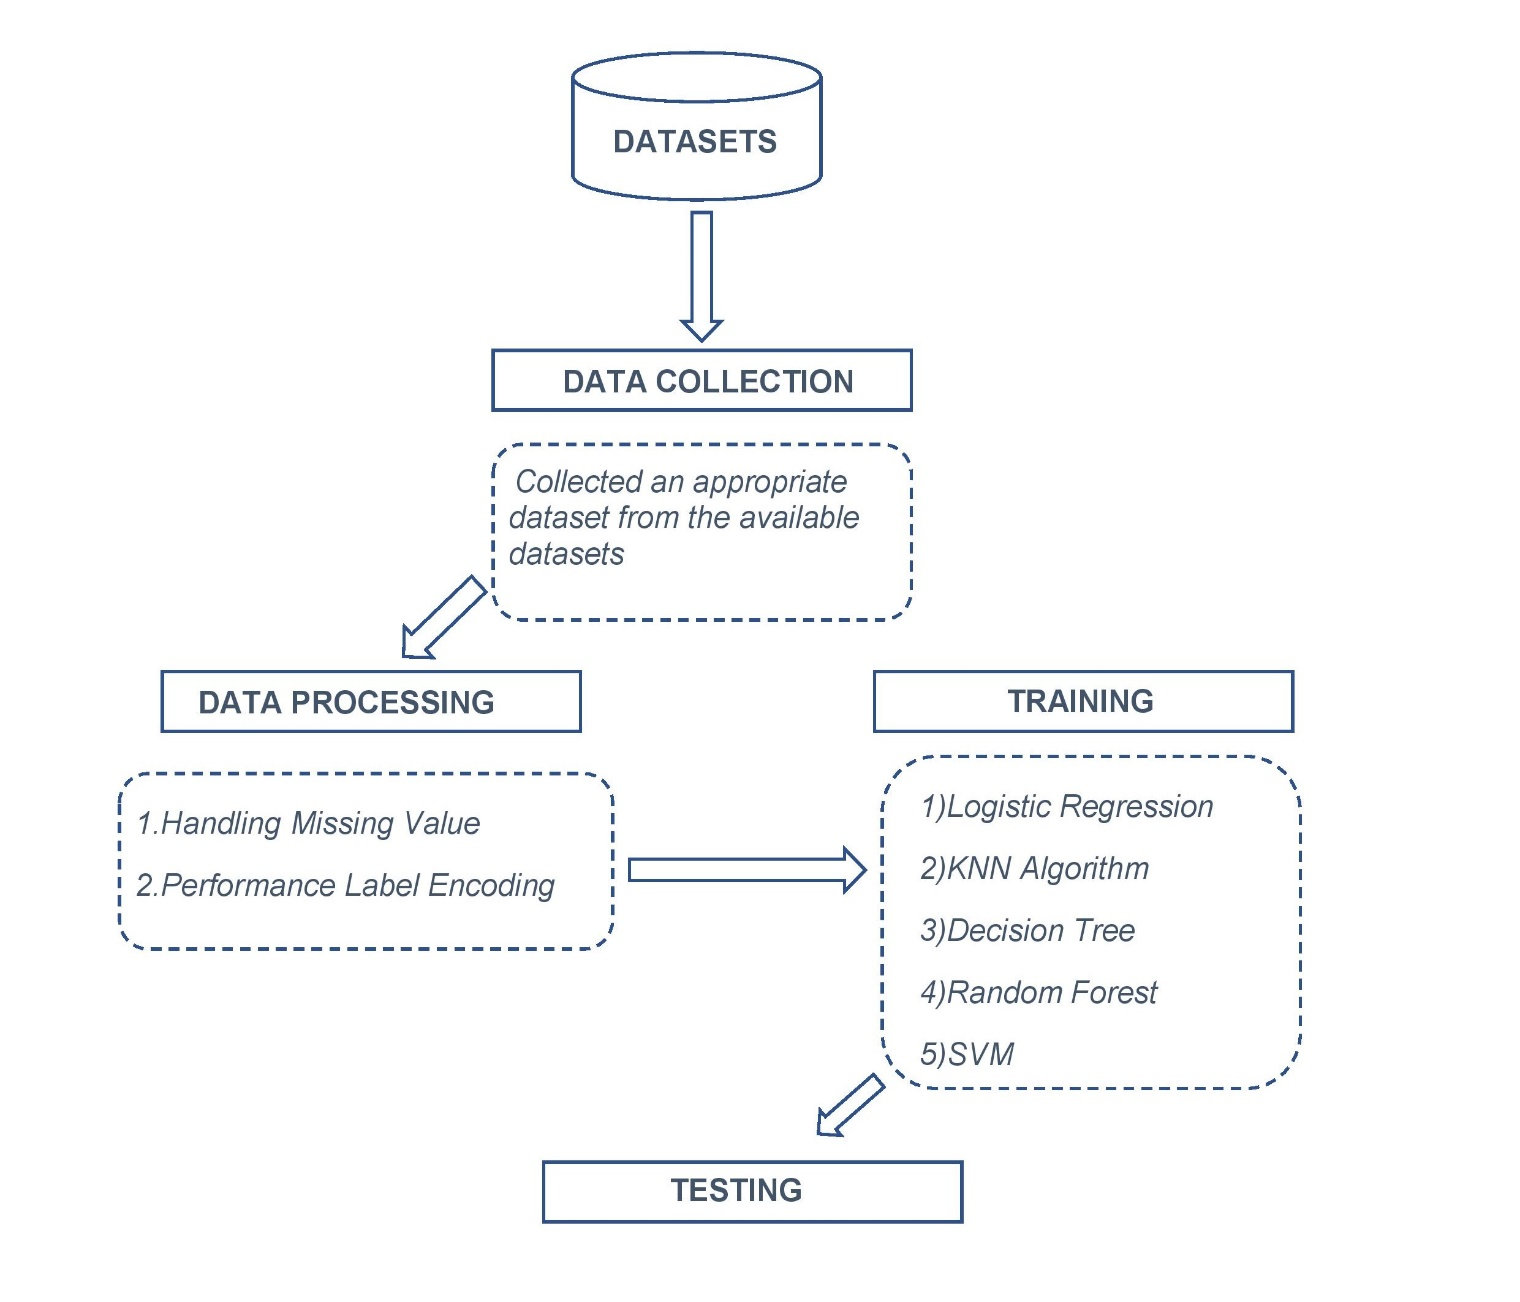 DATASETS
DATA COLLECTION
Collected an appropriate
dataset from the available
datasets
DATA PROCESSING
1.Handling Missing Value
2.Performance Label Encoding
TRAINING
1)Logistic Regression
2)KNN Algorithm
3)Decision Tree
4)Random Forest
5)SVM
TESTING